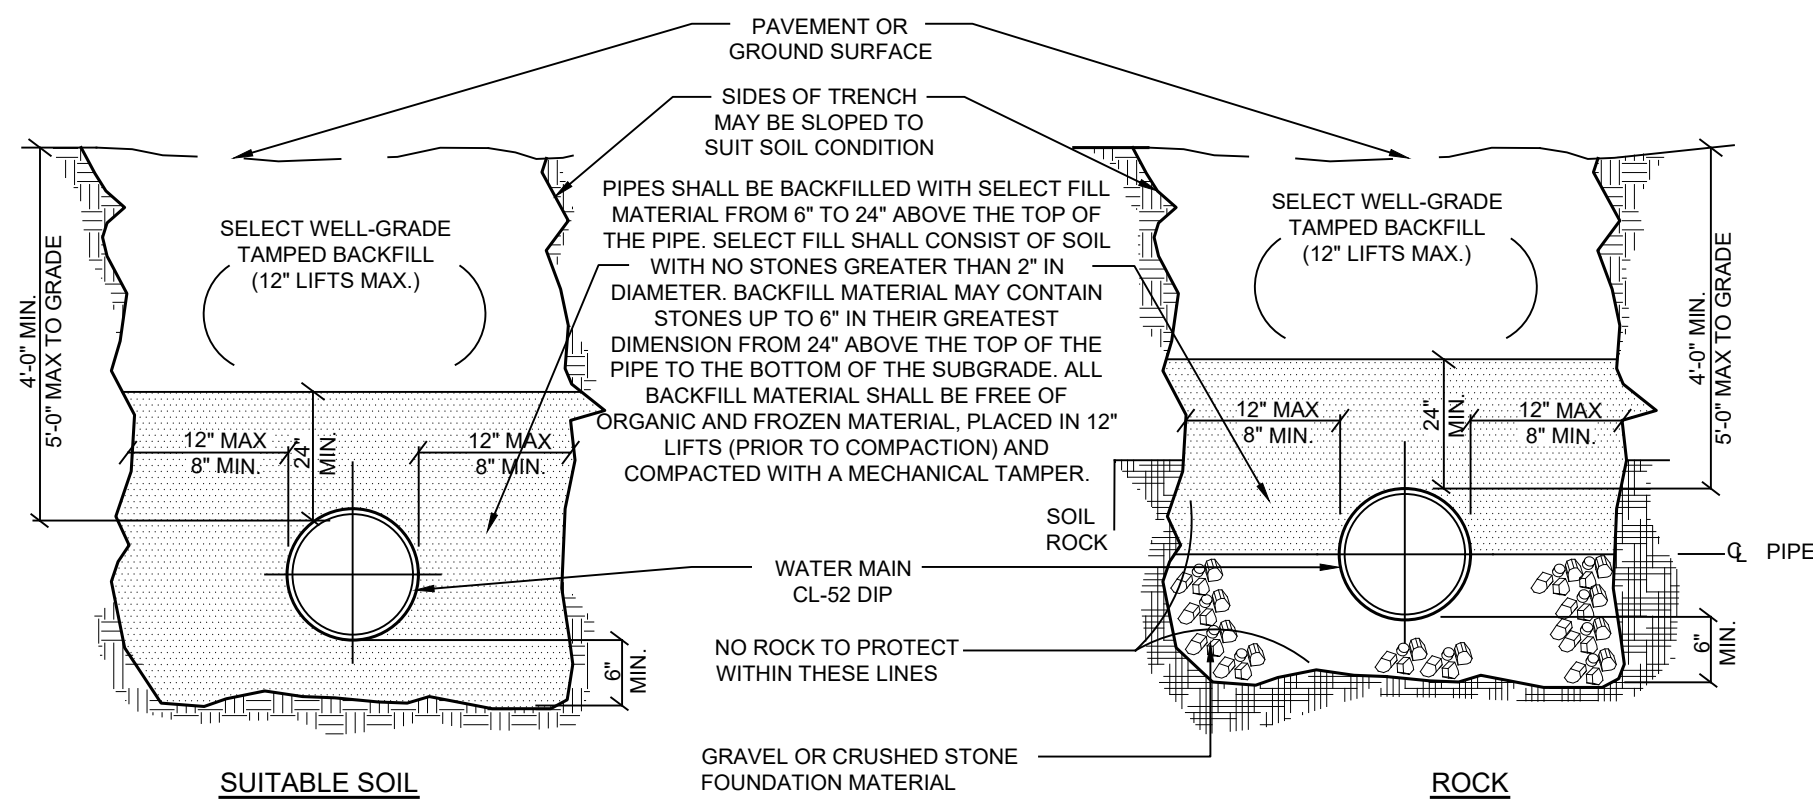 PAVEMENT OR
GROUND SURFACE
SIDES OF TRENCH
MAY BE SLOPED TO
SUIT SOIL CONDITION
PIPES SHALL BE BACKFILLED WITH SELECT FILL
MATERIAL FROM 6" TO 24" ABOVE THE TOP OF
THE PIPE. SELECT FILL SHALL CONSIST OF SOIL
WITH NO STONES GREATER THAN 2" IN
DIAMETER. BACKFILL MATERIAL MAY CONTAIN
STONES UP TO 6" IN THEIR GREATEST
DIMENSION FROM 24" ABOVE THE TOP OF THE
PIPE TO THE BOTTOM OF THE SUBGRADE. ALL
BACKFILL MATERIAL SHALL BE FREE OF
ORGANIC AND FROZEN MATERIAL, PLACED IN 12"
LIFTS (PRIOR TO COMPACTION) AND
COMPACTED WITH A MECHANICAL TAMPER.
SELECT WELL-GRADE
TAMPED BACKFILL
(12" LIFTS MAX.)
4'-0" MIN.
5'-0" MAX TO GRADE
12" MAX
8" MIN.
24"
MIN.
12" MAX
8" MIN.
6"
MIN.
SUITABLE SOIL
WATER MAIN
CL-52 DIP
NO ROCK TO PROTECT
WITHIN THESE LINES
GRAVEL OR CRUSHED STONE
FOUNDATION MATERIAL
SELECT WELL-GRADE
TAMPED BACKFILL
(12" LIFTS MAX.)
4'-0" MIN.
5'-0" MAX TO GRADE
12" MAX
8" MIN.
24"
MIN.
12" MAX
8" MIN.
SOIL
ROCK
℄ PIPE
6"
MIN.
ROCK